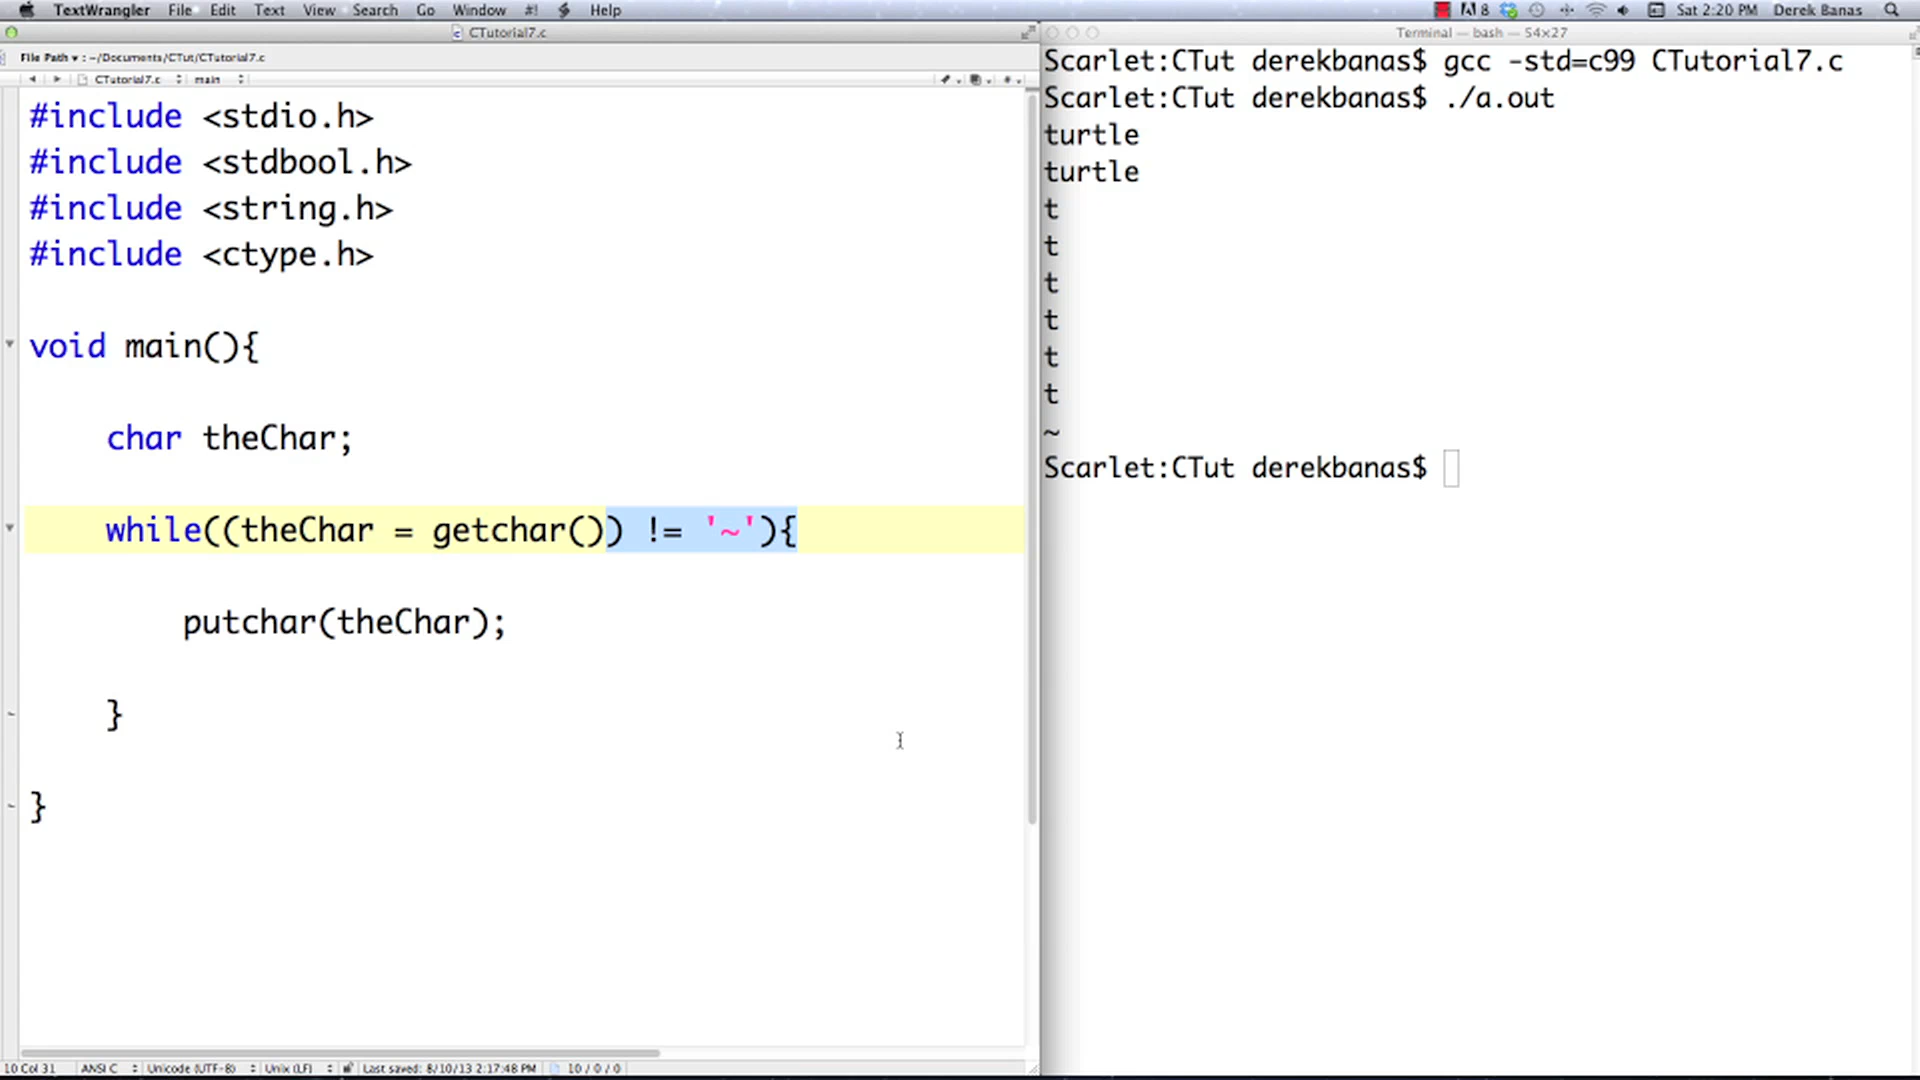 TextWrangler File Edit Text View Search Go Window #! Help
8 Sat 2:20 PM Derek Banas
CTutorial7.c
File Path ▾ : ~/Documents/CTut/CTutorial7.c
CTutorial7.c main
#include <stdio.h>
#include <stdbool.h>
#include <string.h>
#include <ctype.h>
void main(){
char theChar;
while((theChar = getchar()) != '~'){
putchar(theChar);
}
}
10 Col 31 ANSI C Unicode (UTF-8) Unix (LF) Last saved: 8/10/13 2:17:48 PM 10 / 0 / 0
Terminal — bash — 54×27
Scarlet:CTut derekbanas$ gcc -std=c99 CTutorial7.c
Scarlet:CTut derekbanas$ ./a.out
turtle
turtle
t
t
t
t
t
t
~
Scarlet:CTut derekbanas$